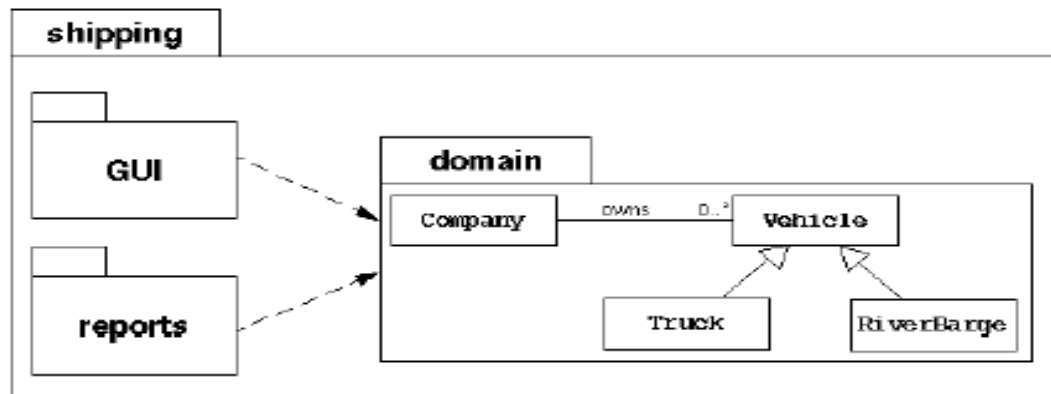 shipping
GUI
domain
Company
owns
0..*
Vehicle
Truck
RiverBarge
reports